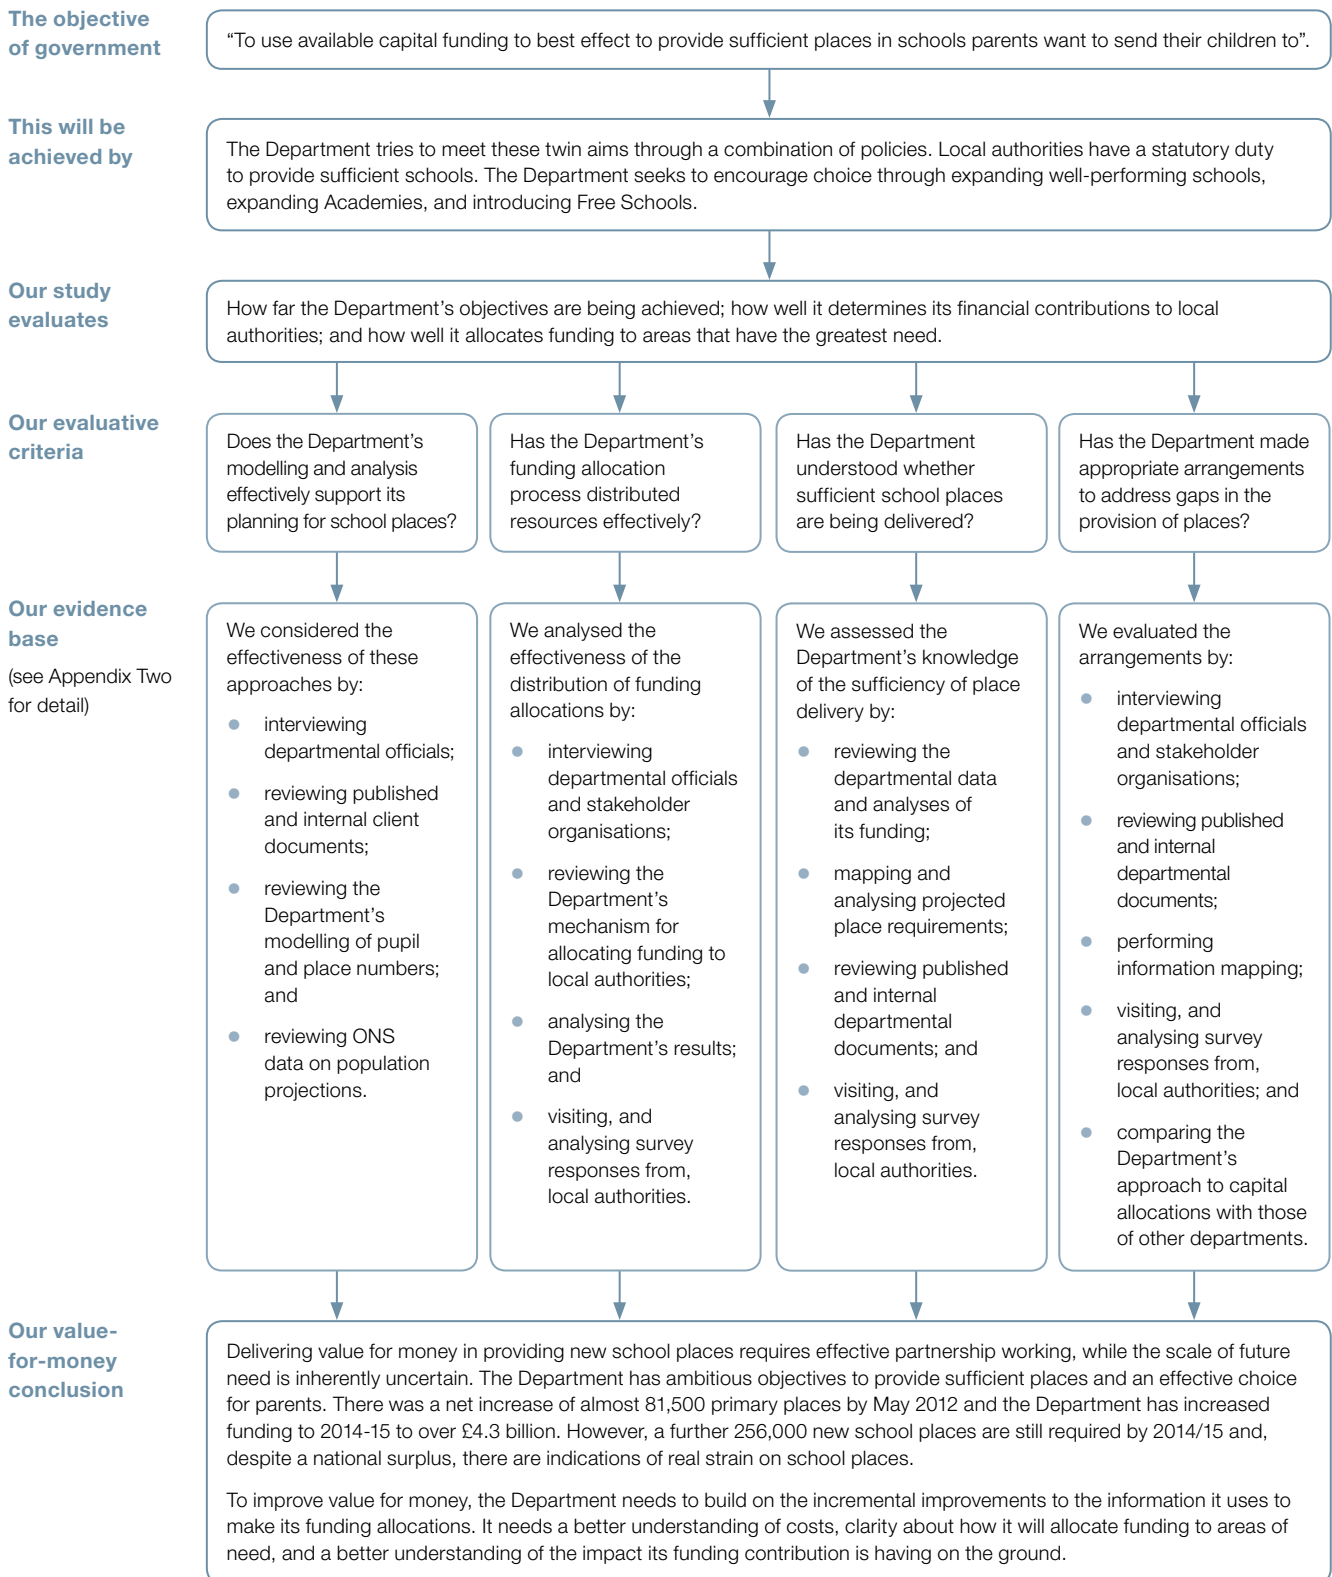 The objective
of government
“To use available capital funding to best effect to provide sufficient places in schools parents want to send their children to”.
This will be
achieved by
The Department tries to meet these twin aims through a combination of policies. Local authorities have a statutory duty
to provide sufficient schools. The Department seeks to encourage choice through expanding well-performing schools,
expanding Academies, and introducing Free Schools.
Our study
evaluates
How far the Department’s objectives are being achieved; how well it determines its financial contributions to local
authorities; and how well it allocates funding to areas that have the greatest need.
Our evaluative
criteria
Does the Department’s
modelling and analysis
effectively support its
planning for school places?
Has the Department’s
funding allocation
process distributed
resources effectively?
Has the Department
understood whether
sufficient school places
are being delivered?
Has the Department made
appropriate arrangements
to address gaps in the
provision of places?
Our evidence
base
(see Appendix Two
for detail)
We considered the
effectiveness of these
approaches by:
● interviewing
departmental officials;
● reviewing published
and internal client
documents;
● reviewing the
Department’s
modelling of pupil
and place numbers;
and
● reviewing ONS
data on population
projections.
We analysed the
effectiveness of the
distribution of funding
allocations by:
● interviewing
departmental officials
and stakeholder
organisations;
● reviewing the
Department’s
mechanism for
allocating funding to
local authorities;
● analysing the
Department’s results;
and
● visiting, and
analysing survey
responses from,
local authorities.
We assessed the
Department’s knowledge
of the sufficiency of place
delivery by:
● reviewing the
departmental data
and analyses of
its funding;
● mapping and
analysing projected
place requirements;
● reviewing published
and internal
departmental
documents; and
● visiting, and
analysing survey
responses from,
local authorities.
We evaluated the
arrangements by:
● interviewing
departmental officials
and stakeholder
organisations;
● reviewing published
and internal
departmental
documents;
● performing
information mapping;
● visiting, and
analysing survey
responses from,
local authorities; and
● comparing the
Department’s
approach to capital
allocations with those
of other departments.
Our value-
for-money
conclusion
Delivering value for money in providing new school places requires effective partnership working, while the scale of future
need is inherently uncertain. The Department has ambitious objectives to provide sufficient places and an effective choice
for parents. There was a net increase of almost 81,500 primary places by May 2012 and the Department has increased
funding to 2014-15 to over £4.3 billion. However, a further 256,000 new school places are still required by 2014/15 and,
despite a national surplus, there are indications of real strain on school places.
To improve value for money, the Department needs to build on the incremental improvements to the information it uses to
make its funding allocations. It needs a better understanding of costs, clarity about how it will allocate funding to areas of
need, and a better understanding of the impact its funding contribution is having on the ground.